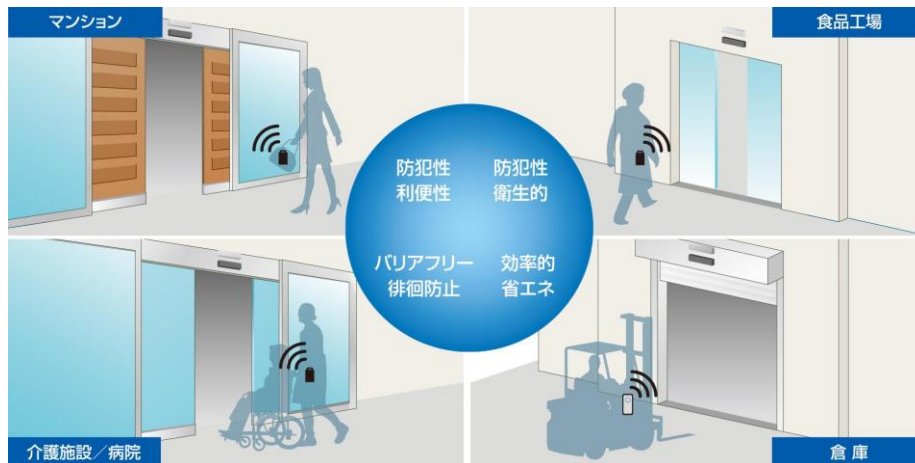 マンション
食品工場
防犯性
利便性
防犯性
衛生的
バリアフリー
徘徊防止
効率的
省エネ
介護施設／病院
倉庫